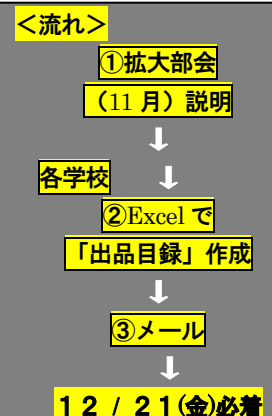 ＜流れ＞
①拡大部会
（11 月）説明
↓
各学校 ↓
②Excel で
「出品目録」作成
↓
③メール
↓
１２ / ２１(金)必着